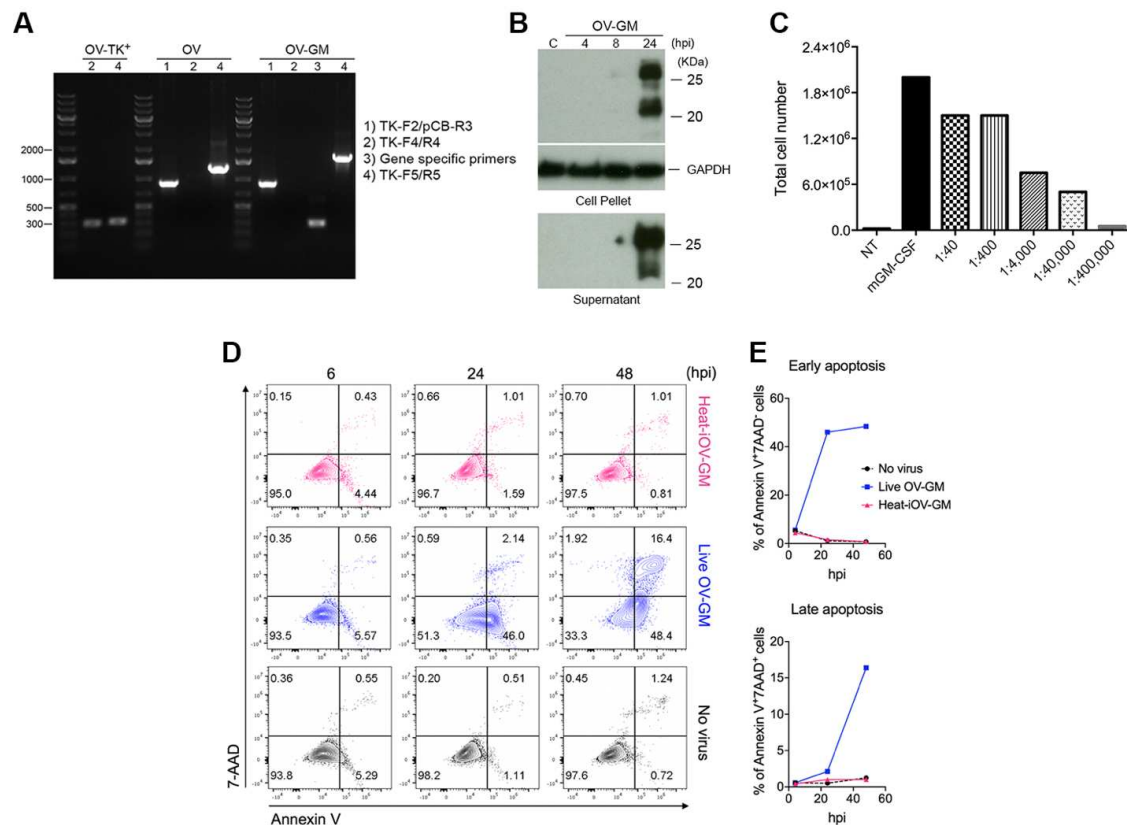 A
OV-TK+ OV OV-GM
2 4 1 2 4 1 2 3 4
2000
1000
500
300
1) TK-F2/pCB-R3
2) TK-F4/R4
3) Gene specific primers
4) TK-F5/R5
B
OV-GM
C 4 8 24 (hpi)
(KDa)
25
20
GAPDH
Cell Pellet
25
20
Supernatant
C
Total cell number
2.4×10⁶
1.8×10⁶
1.2×10⁶
6.0×10⁵
0.0
NT
mGM-CSF
1:40
1:400
1:4,000
1:40,000
1:400,000
D
6 24 48 (hpi)
0.15 0.43 0.66 1.01 0.70 1.01
95.0 4.44 96.7 1.59 97.5 0.81
Heat-iOV-GM
0.35 0.56 0.59 2.14 1.92 16.4
93.5 5.57 51.3 46.0 33.3 48.4
Live OV-GM
0.36 0.55 0.20 0.51 0.45 1.24
93.8 5.29 98.2 1.11 97.6 0.72
No virus
7-AAD
Annexin V
E
Early apoptosis
% of Annexin V⁺7AAD⁻ cells
60
40
20
0
0 20 40 60
hpi
No virus
Live OV-GM
Heat-iOV-GM
Late apoptosis
% of Annexin V⁺7AAD⁺ cells
20
15
10
5
0
0 20 40 60
hpi